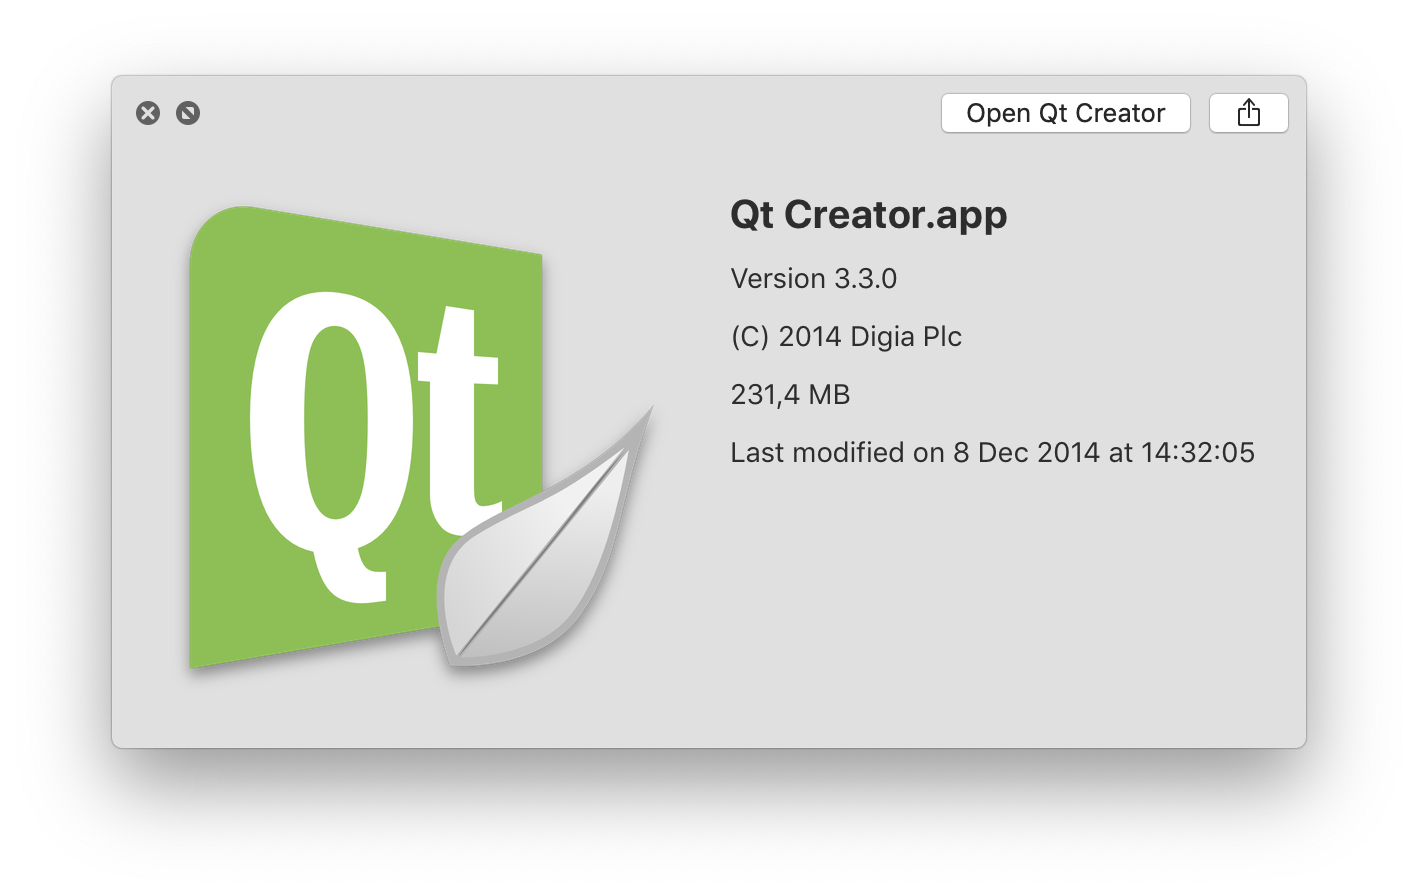 Open Qt Creator
Qt
Qt Creator.app
Version 3.3.0
(C) 2014 Digia Plc
231,4 MB
Last modified on 8 Dec 2014 at 14:32:05